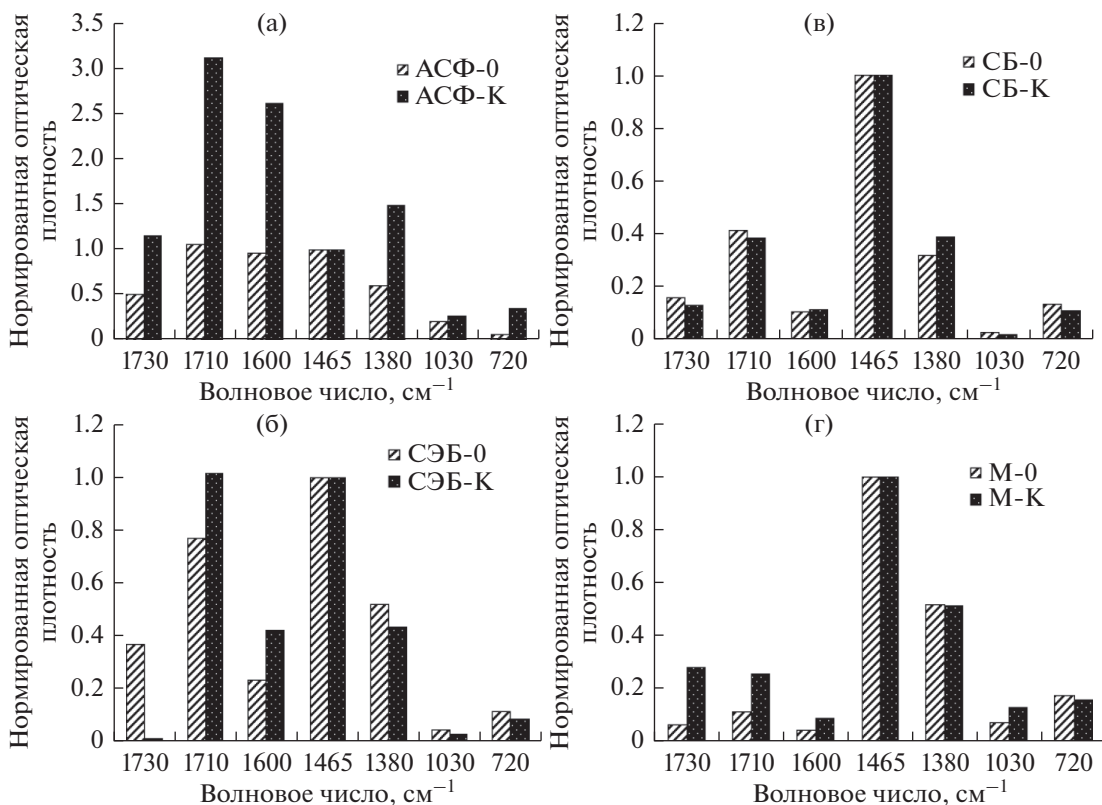 (а)
Нормированная оптическая
плотность
3.5
3.0
2.5
2.0
1.5
1.0
0.5
0
АСФ-0
АСФ-К
1730 1710 1600 1465 1380 1030 720
Волновое число, см⁻¹
(в)
Нормированная оптическая
плотность
1.2
1.0
0.8
0.6
0.4
0.2
0
СБ-0
СБ-К
1730 1710 1600 1465 1380 1030 720
Волновое число, см⁻¹
(б)
Нормированная оптическая
плотность
1.2
1.0
0.8
0.6
0.4
0.2
0
СЭБ-0
СЭБ-К
1730 1710 1600 1465 1380 1030 720
Волновое число, см⁻¹
(г)
Нормированная оптическая
плотность
1.2
1.0
0.8
0.6
0.4
0.2
0
М-0
М-К
1730 1710 1600 1465 1380 1030 720
Волновое число, см⁻¹